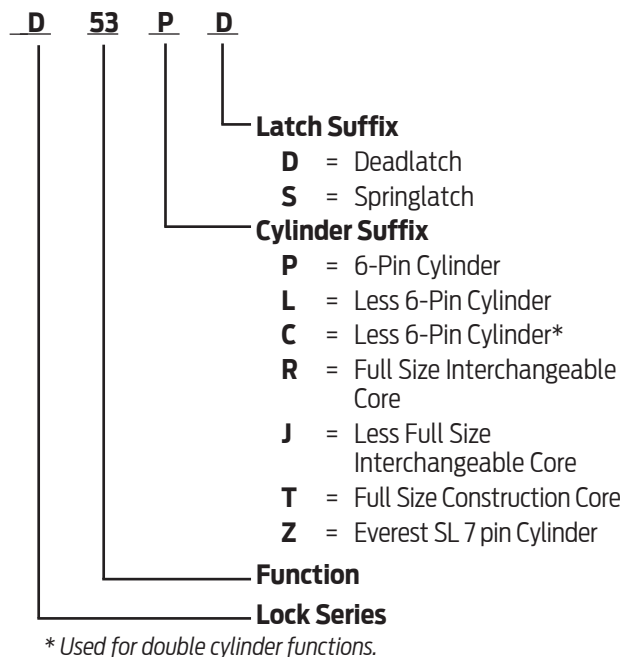 D 53 P D
Latch Suffix
D = Deadlatch
S = Springlatch
Cylinder Suffix
P = 6-Pin Cylinder
L = Less 6-Pin Cylinder
C = Less 6-Pin Cylinder*
R = Full Size Interchangeable
Core
J = Less Full Size
Interchangeable Core
T = Full Size Construction Core
Z = Everest SL 7 pin Cylinder
Function
Lock Series
* Used for double cylinder functions.